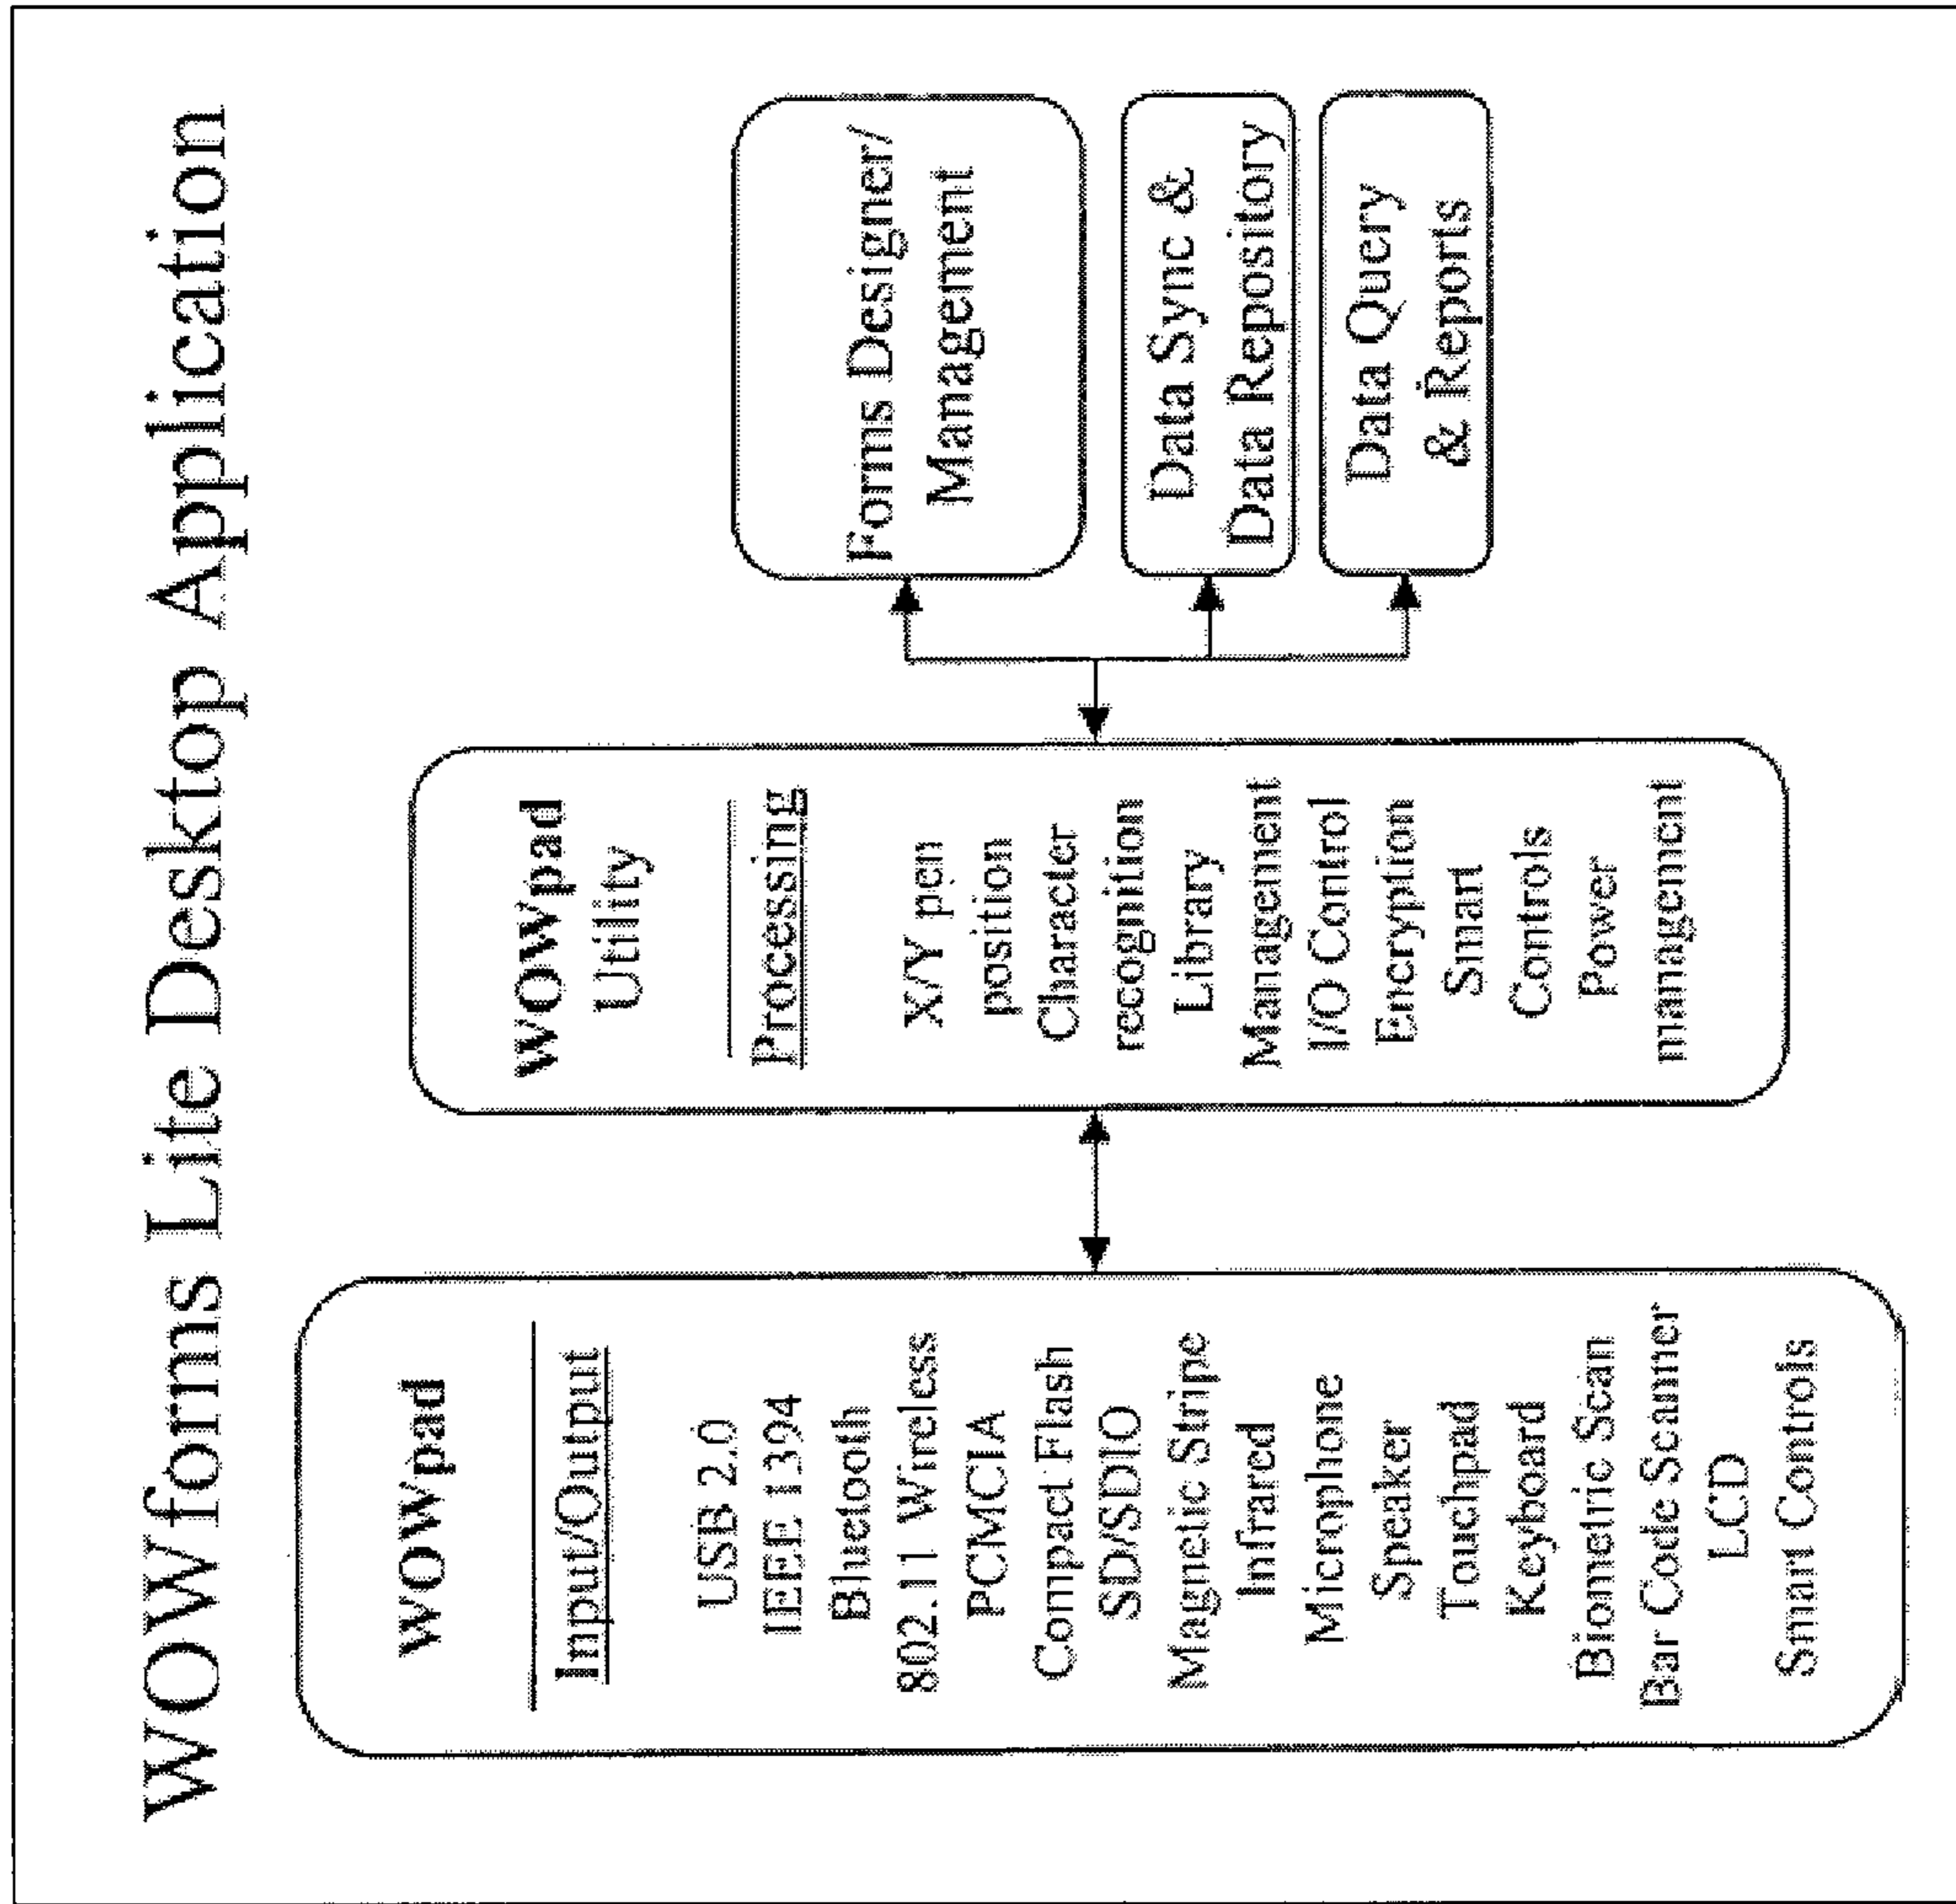 WOWforms Lite Desktop Application
WOWpad
Input/Output
USB 2.0
IEEE 1394
Bluetooth
802.11 Wireless
PCMCIA
Compact Flash
SD/SDIO
Magnetic Stripe
Infrared
Microphone
Speaker
Touchpad
Keyboard
Biometric Scan
Bar Code Scanner
LCD
Smart Controls
WOWpad
Utility
Processing
X/Y pen
position
Character
recognition
Library
Management
I/O Control
Encryption
Smart
Controls
Power
management
Forms Designer/
Management
Data Sync &
Data Repository
Data Query
& Reports